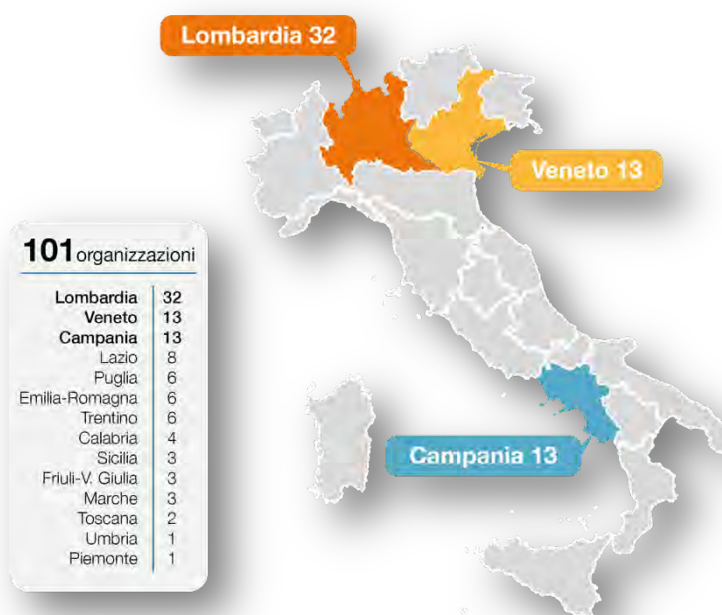 Lombardia 32
Veneto 13
101 organizzazioni
Lombardia 32
Veneto 13
Campania 13
Lazio 8
Puglia 6
Emilia-Romagna 6
Trentino 6
Calabria 4
Sicilia 3
Friuli-V. Giulia 3
Marche 3
Toscana 2
Umbria 1
Piemonte 1
Campania 13